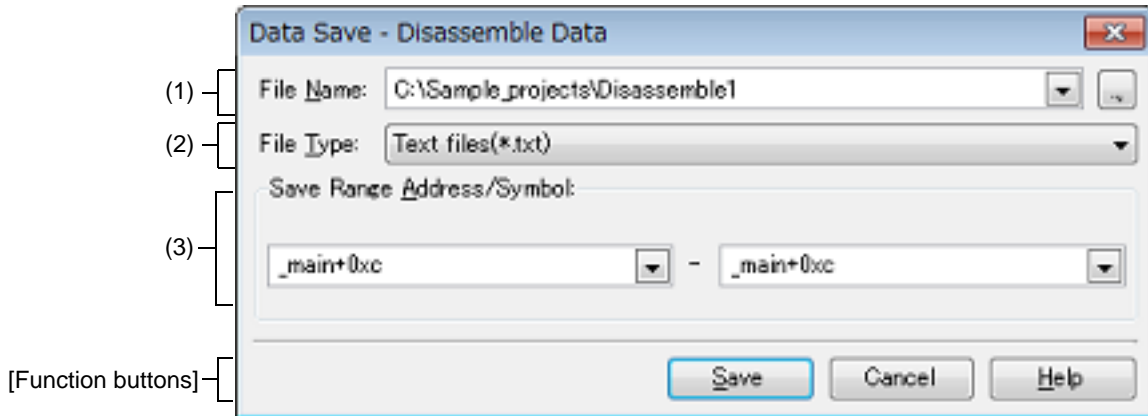 Data Save - Disassemble Data
(1) File Name: C:\Sample_projects\Disassemble1 ...
(2) File Type: Text files(*.txt)
Save Range Address/Symbol:
(3) _main+0xc - _main+0xc
[Function buttons] Save Cancel Help